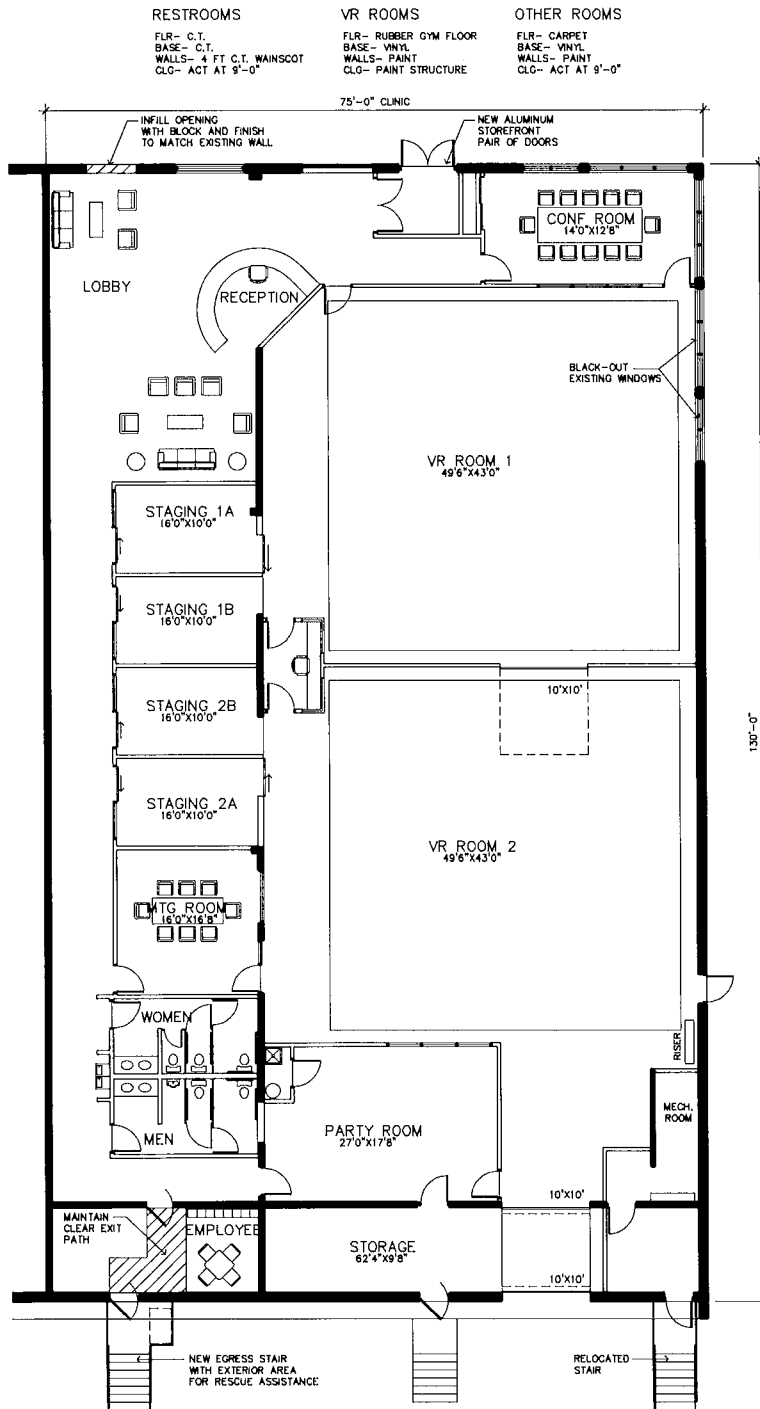 RESTROOMS
FLR- C.T.
BASE- C.T.
WALLS- 4 FT C.T. WAINSCOT
CLG- ACT AT 9'-0"
VR ROOMS
FLR- RUBBER GYM FLOOR
BASE- VINYL
WALLS- PAINT
CLG- PAINT STRUCTURE
OTHER ROOMS
FLR- CARPET
BASE- VINYL
WALLS- PAINT
CLG- ACT AT 9'-0"
75'-0" CLINIC
INFILL OPENING
WITH BLOCK AND FINISH
TO MATCH EXISTING WALL
NEW ALUMINUM
STOREFRONT
PAIR OF DOORS
CONF ROOM
14'0"X12'8"
LOBBY
RECEPTION
BLACK-OUT
EXISTING WINDOWS
VR ROOM 1
49'6"X43'0"
STAGING 1A
16'0"X10'0"
STAGING 1B
16'0"X10'0"
STAGING 2B
16'0"X10'0"
10'X10'
130'-0"
STAGING 2A
16'0"X10'0"
VR ROOM 2
49'6"X43'0"
MTG ROOM
16'0"X16'8"
WOMEN
RISER
MECH.
ROOM
MEN
PARTY ROOM
27'0"X17'8"
10'X10'
MAINTAIN
CLEAR EXIT
PATH
EMPLOYEE
STORAGE
62'4"X9'8"
10'X10'
NEW EGRESS STAIR
WITH EXTERIOR AREA
FOR RESCUE ASSISTANCE
RELOCATED
STAIR